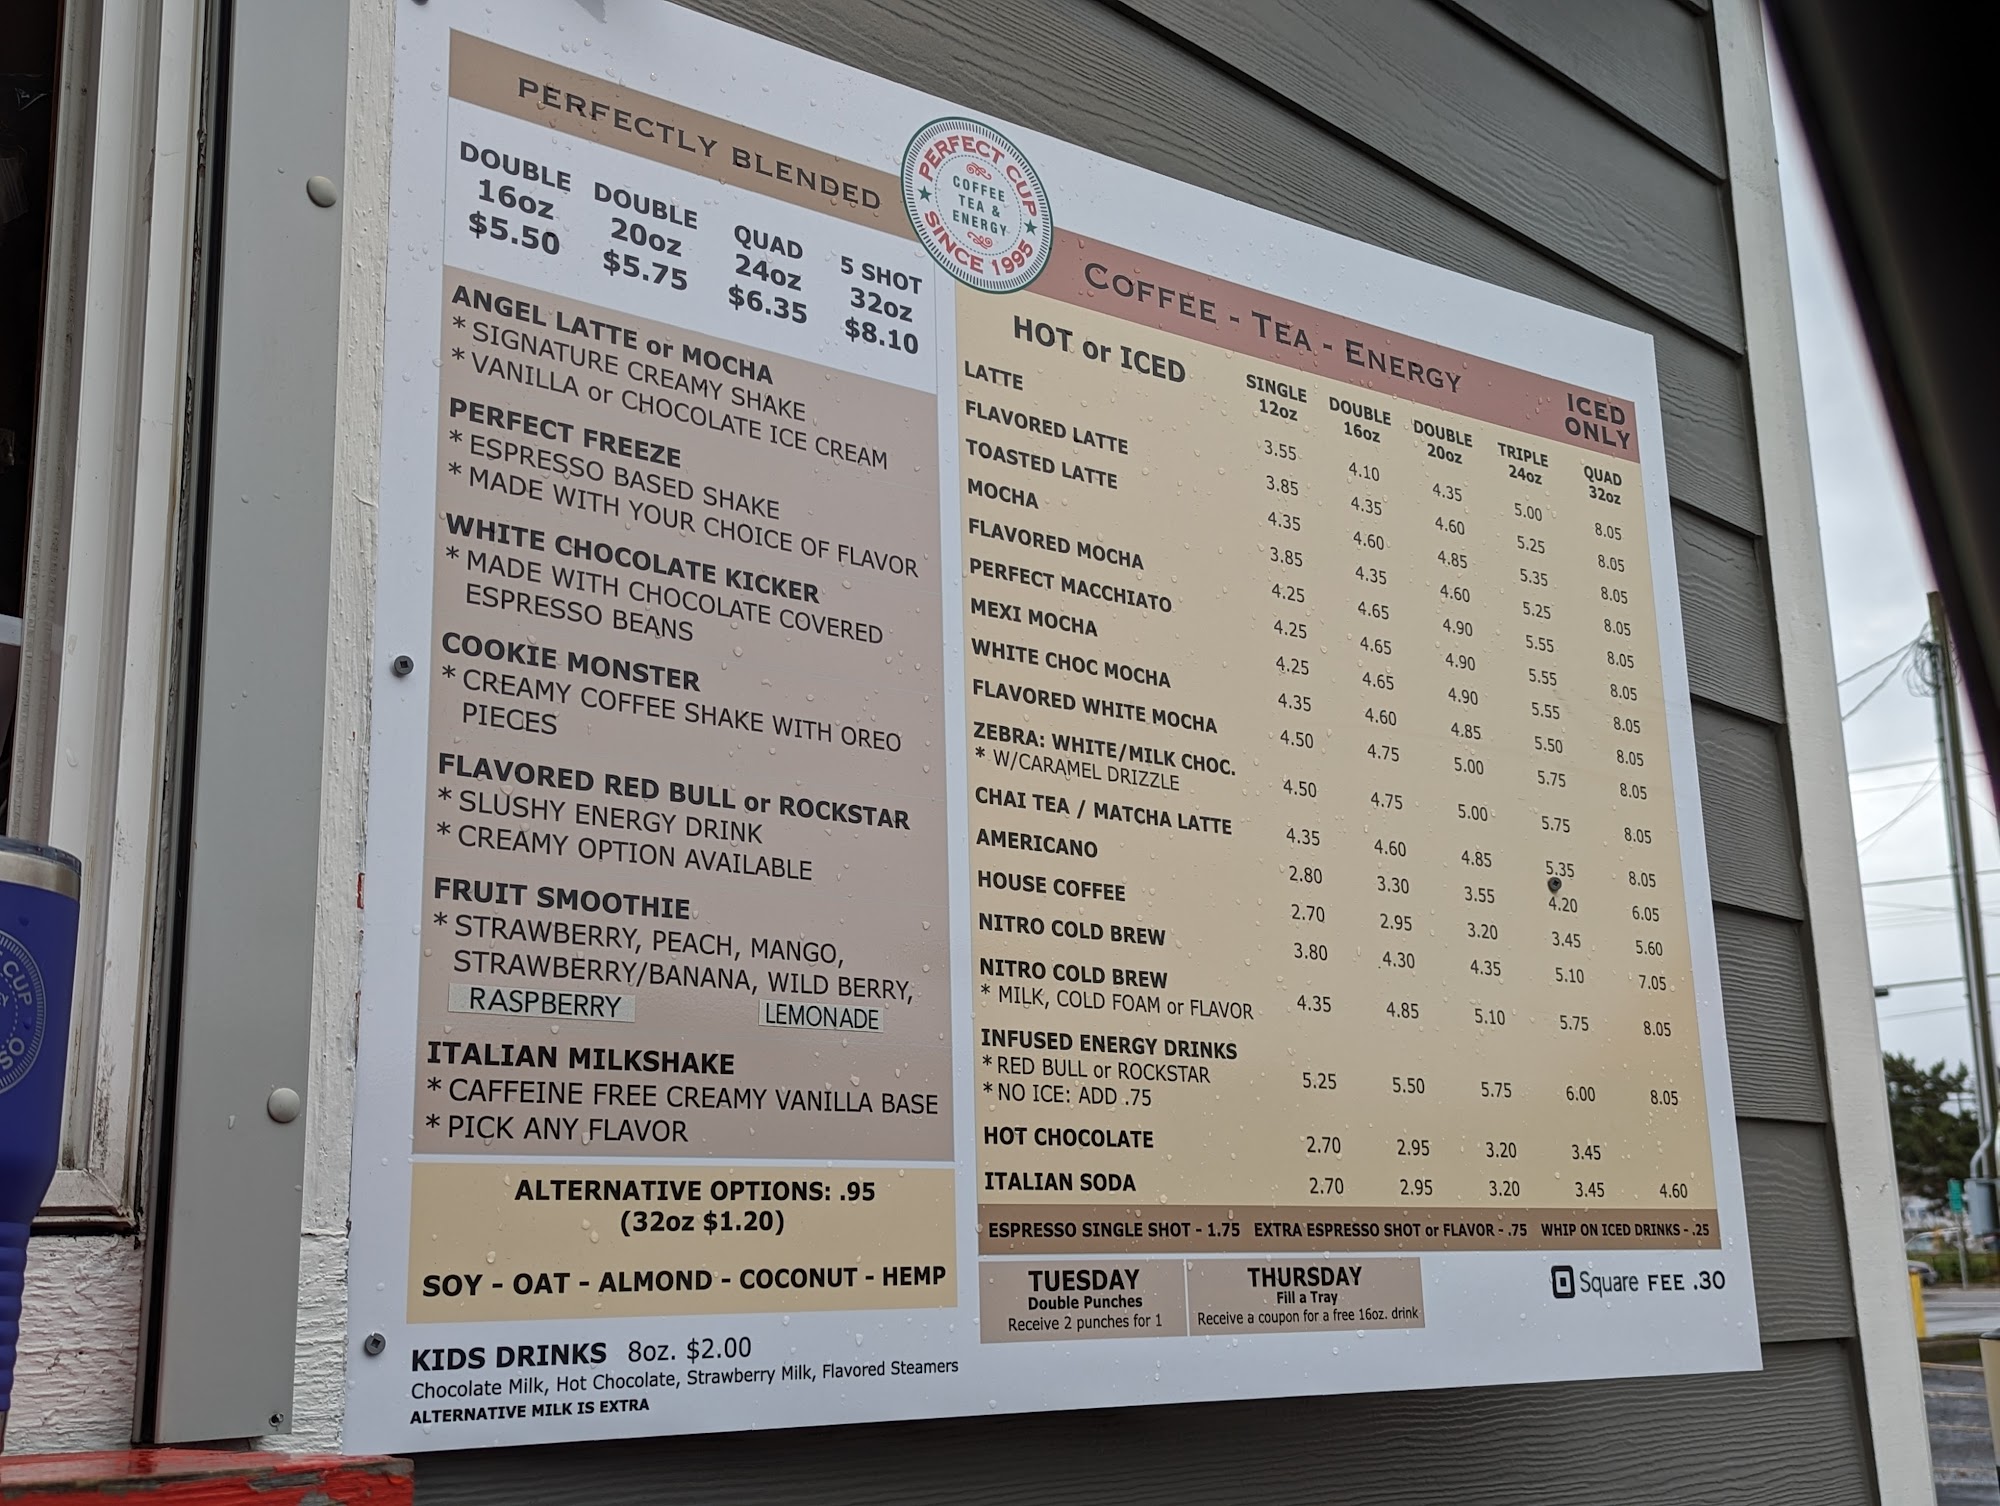 PERFECTLY BLENDED
DOUBLE 16oz $5.50
DOUBLE 20oz $5.75
QUAD 24oz $6.35
5 SHOT 32oz $8.10
ANGEL LATTE or MOCHA
* SIGNATURE CREAMY SHAKE
* VANILLA or CHOCOLATE ICE CREAM
PERFECT FREEZE
* ESPRESSO BASED SHAKE
* MADE WITH YOUR CHOICE OF FLAVOR
WHITE CHOCOLATE KICKER
* MADE WITH CHOCOLATE COVERED
ESPRESSO BEANS
COOKIE MONSTER
* CREAMY COFFEE SHAKE WITH OREO
PIECES
FLAVORED RED BULL or ROCKSTAR
* SLUSHY ENERGY DRINK
* CREAMY OPTION AVAILABLE
FRUIT SMOOTHIE
* STRAWBERRY, PEACH, MANGO,
STRAWBERRY/BANANA, WILD BERRY,
RASPBERRY LEMONADE
ITALIAN MILKSHAKE
* CAFFEINE FREE CREAMY VANILLA BASE
* PICK ANY FLAVOR
ALTERNATIVE OPTIONS: .95
(32oz $1.20)
SOY - OAT - ALMOND - COCONUT - HEMP
KIDS DRINKS 8oz. $2.00
Chocolate Milk, Hot Chocolate, Strawberry Milk, Flavored Steamers
ALTERNATIVE MILK IS EXTRA
PERFECT CUP
COFFEE
TEA &
ENERGY
SINCE 1995
COFFEE - TEA - ENERGY
HOT or ICED
ICED
ONLY
SINGLE 12oz
DOUBLE 16oz
DOUBLE 20oz
TRIPLE 24oz
QUAD 32oz
LATTE 3.55 4.10 4.35 5.00 8.05
FLAVORED LATTE 3.85 4.35 4.60 5.25 8.05
TOASTED LATTE 4.35 4.60 4.85 5.35 8.05
MOCHA 3.85 4.35 4.60 5.25 8.05
FLAVORED MOCHA 4.25 4.65 4.90 5.55 8.05
PERFECT MACCHIATO 4.25 4.65 4.90 5.55 8.05
MEXI MOCHA 4.25 4.65 4.90 5.55 8.05
WHITE CHOC MOCHA 4.35 4.60 4.85 5.50 8.05
FLAVORED WHITE MOCHA 4.50 4.75 5.00 5.75 8.05
ZEBRA: WHITE/MILK CHOC.
* W/CARAMEL DRIZZLE 4.50 4.75 5.00 5.75 8.05
CHAI TEA / MATCHA LATTE 4.35 4.60 4.85 5.35 8.05
AMERICANO 2.80 3.30 3.55 4.20 6.05
HOUSE COFFEE 2.70 2.95 3.20 3.45 5.60
NITRO COLD BREW 3.80 4.30 4.35 5.10 7.05
NITRO COLD BREW
* MILK, COLD FOAM or FLAVOR 4.35 4.85 5.10 5.75 8.05
INFUSED ENERGY DRINKS
* RED BULL or ROCKSTAR 5.25 5.50 5.75 6.00 8.05
* NO ICE: ADD .75
HOT CHOCOLATE 2.70 2.95 3.20 3.45
ITALIAN SODA 2.70 2.95 3.20 3.45 4.60
ESPRESSO SINGLE SHOT - 1.75 EXTRA ESPRESSO SHOT or FLAVOR - .75 WHIP ON ICED DRINKS - .25
TUESDAY
Double Punches
Receive 2 punches for 1
THURSDAY
Fill a Tray
Receive a coupon for a free 16oz. drink
Square FEE .30
CUP